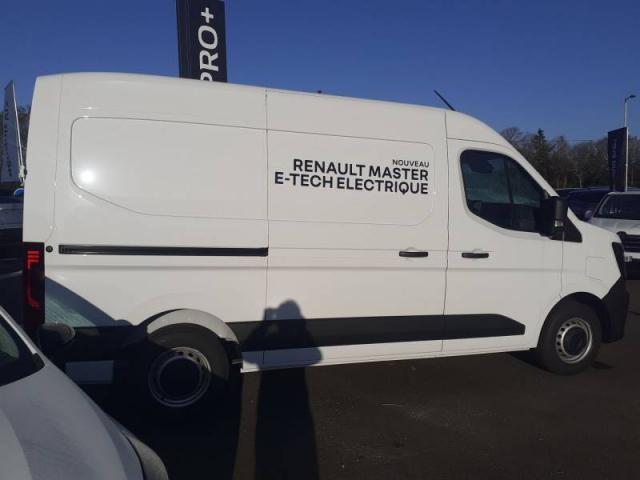 PRO+
NOUVEAU
RENAULT MASTER
E-TECH ELECTRIQUE